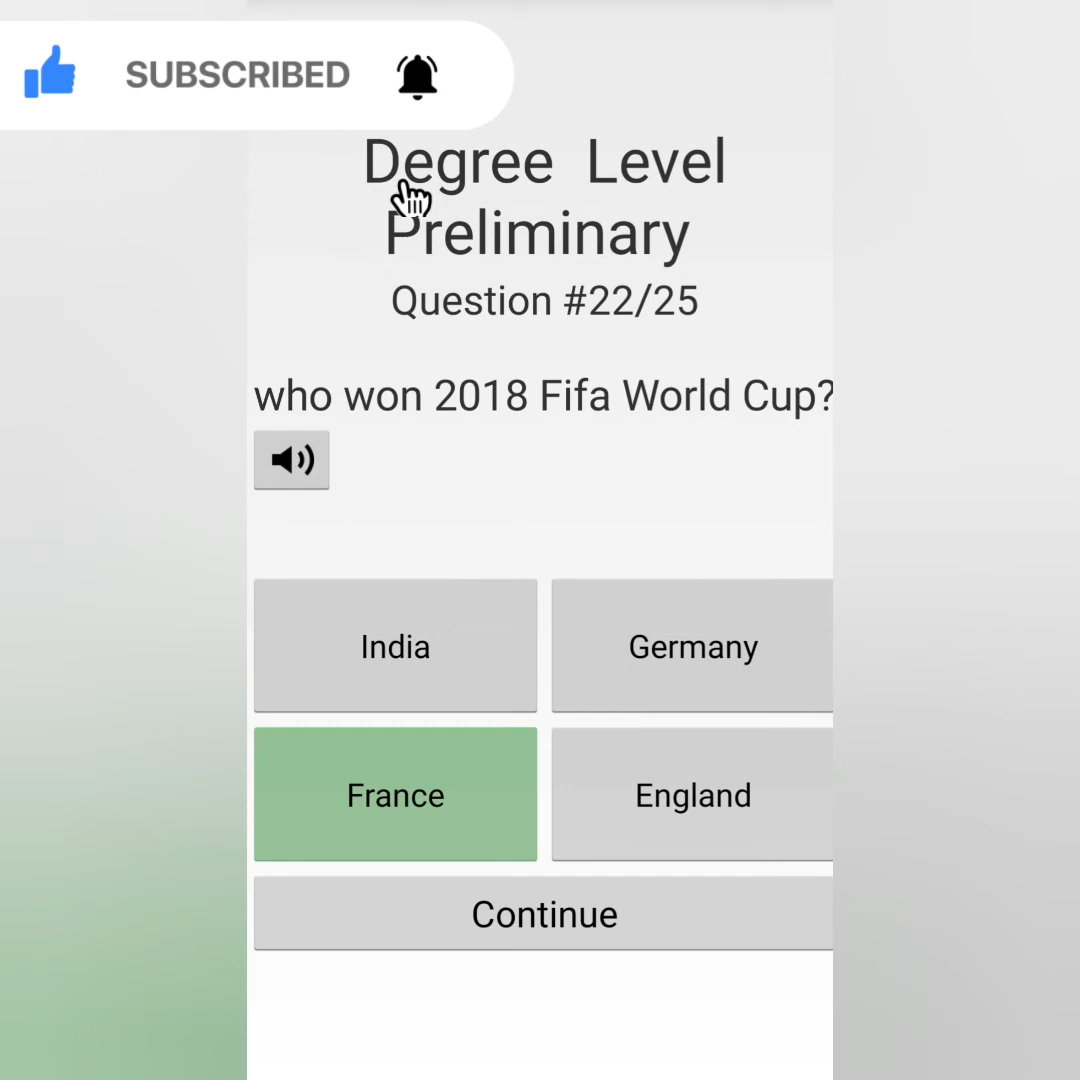 SUBSCRIBED
Degree Level
Preliminary
Question #22/25
who won 2018 Fifa World Cup?
India
Germany
France
England
Continue